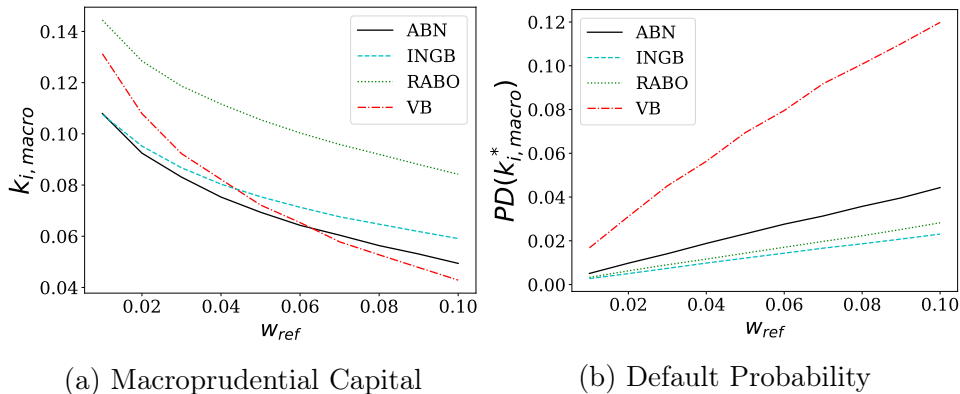 0.14
0.12
0.10
0.08
0.06
0.04
k_{i, macro}
ABN
INGB
RABO
VB
0.02
0.04
0.06
0.08
0.10
w_{ref}
(a) Macroprudential Capital
0.12
0.10
0.08
0.06
0.04
0.02
0.00
PD(k^*_{i, macro})
ABN
INGB
RABO
VB
0.02
0.04
0.06
0.08
0.10
w_{ref}
(b) Default Probability